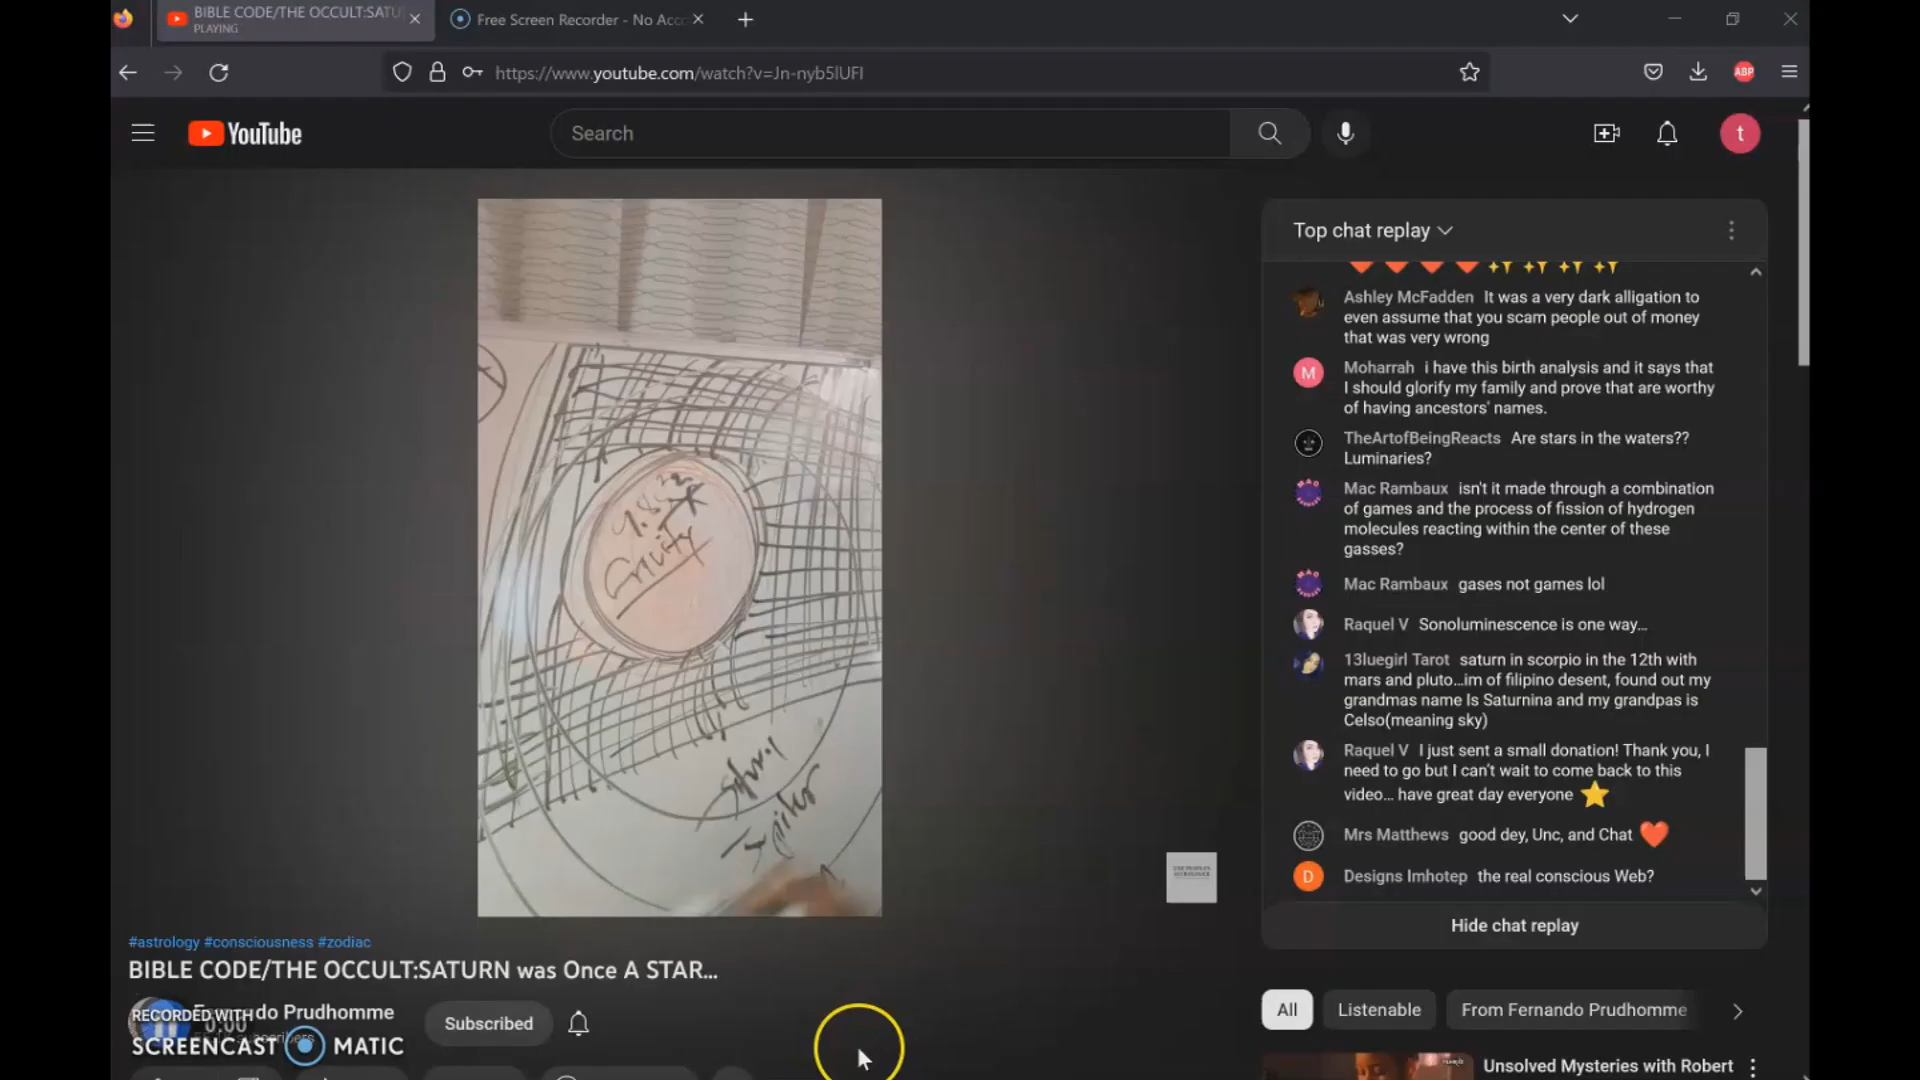 BIBLE CODE/THE OCCULT:SATU
PLAYING
Free Screen Recorder - No Acco
https://www.youtube.com/watch?v=Jn-nyb5lUFI
ABP
YouTube
Search
t
Top chat replay
Ashley McFadden It was a very dark alligation to
even assume that you scam people out of money
that was very wrong
M
Moharrah i have this birth analysis and it says that
I should glorify my family and prove that are worthy
of having ancestors' names.
TheArtofBeingReacts Are stars in the waters??
Luminaries?
Mac Rambaux isn't it made through a combination
of games and the process of fission of hydrogen
molecules reacting within the center of these
gasses?
Mac Rambaux gases not games lol
Raquel V Sonoluminescence is one way...
13luegirl Tarot saturn in scorpio in the 12th with
mars and pluto...im of filipino desent, found out my
grandmas name Is Saturnina and my grandpas is
Celso(meaning sky)
Raquel V I just sent a small donation! Thank you, I
need to go but I can't wait to come back to this
video... have great day everyone
Mrs Matthews good dey, Unc, and Chat
D
Designs Imhotep the real conscious Web?
Hide chat replay
Gravity
#astrology #consciousness #zodiac
BIBLE CODE/THE OCCULT:SATURN was Once A STAR...
do Prudhomme
Subscribed
RECORDED WITH
SCREENCAST MATIC
All
Listenable
From Fernando Prudhomme
Unsolved Mysteries with Robert